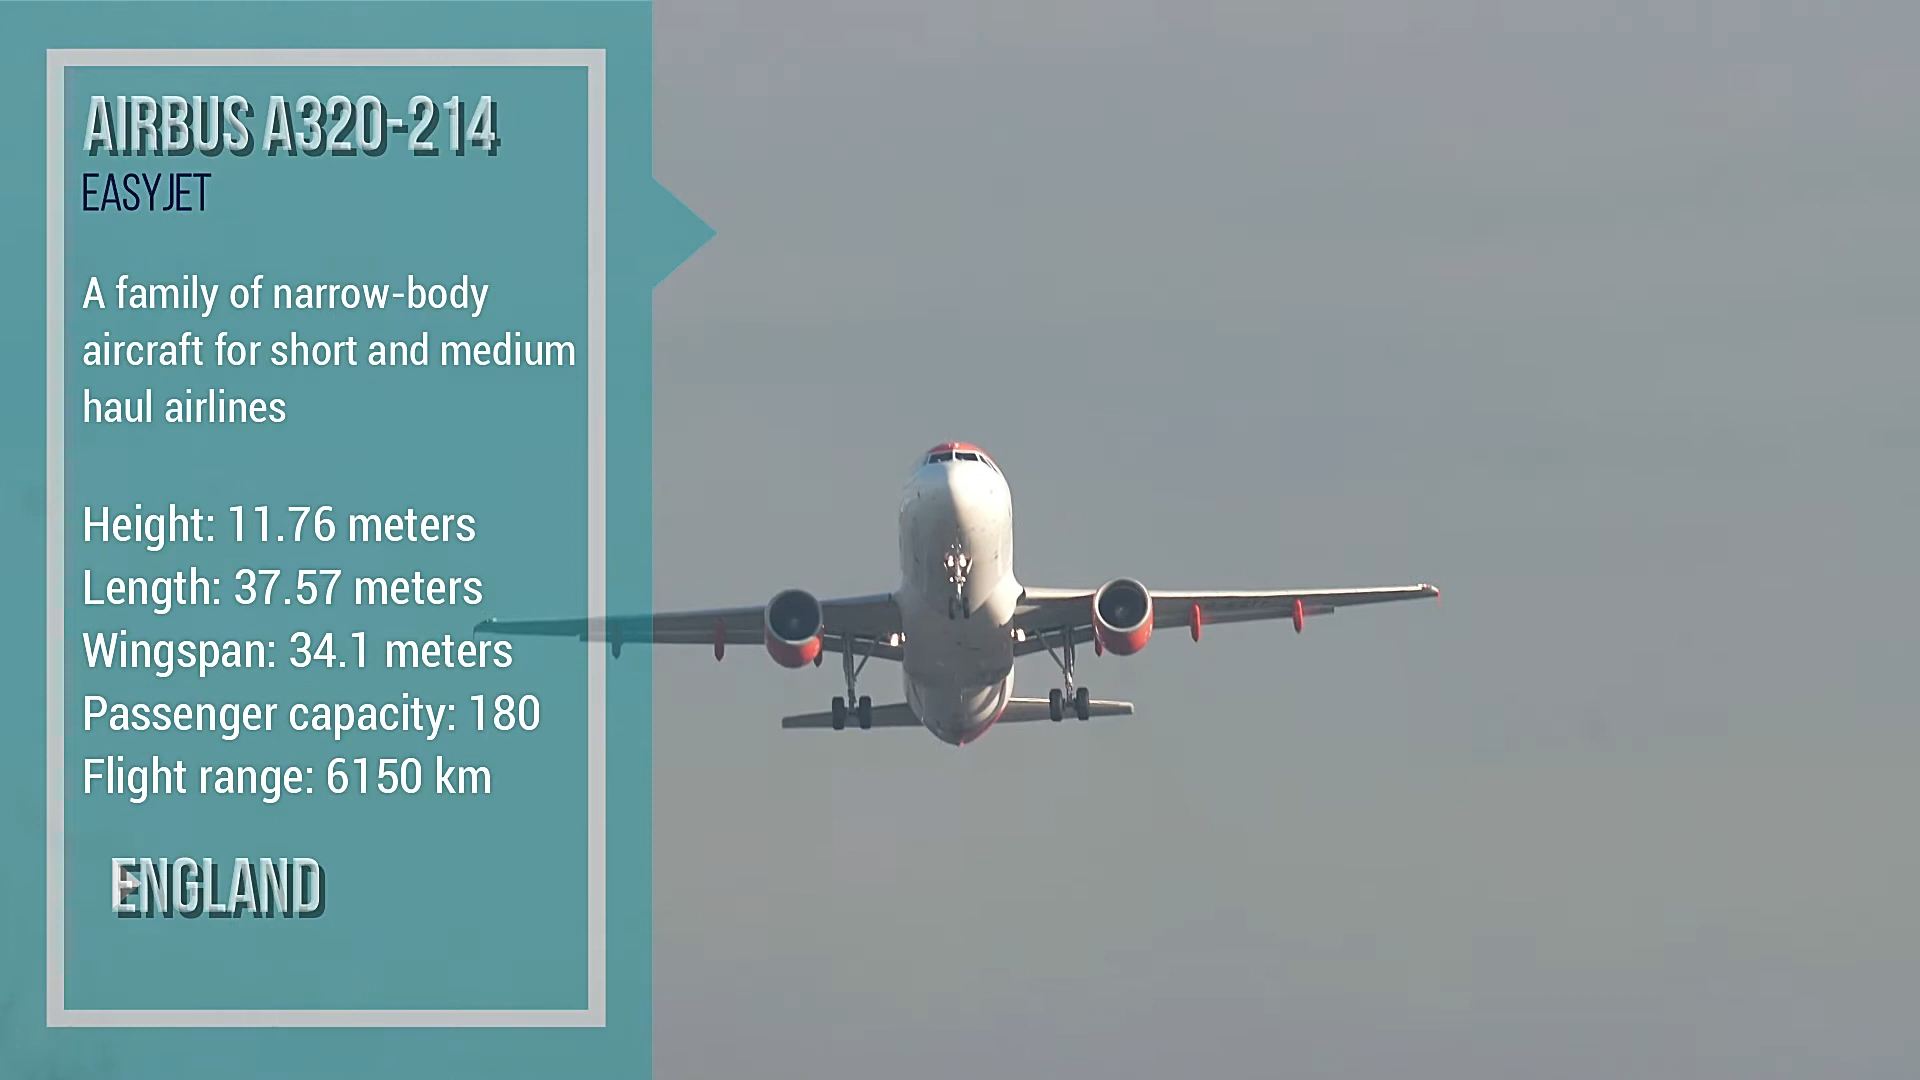 AIRBUS A320-214
EASYJET
A family of narrow-body
aircraft for short and medium
haul airlines
Height: 11.76 meters
Length: 37.57 meters
Wingspan: 34.1 meters
Passenger capacity: 180
Flight range: 6150 km
ENGLAND